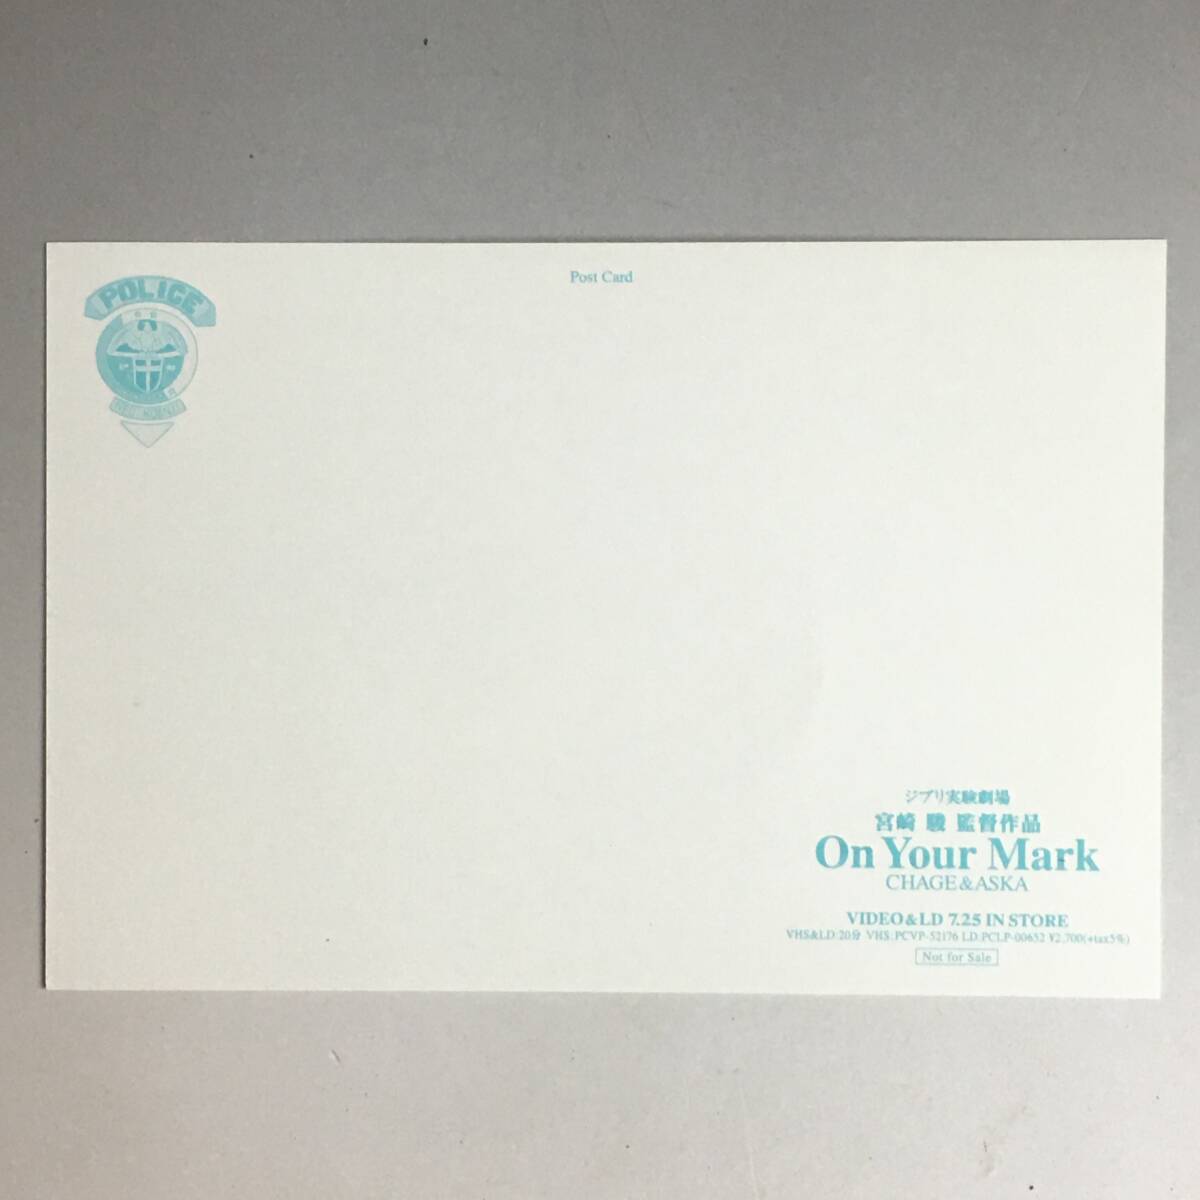 Post Card
POLICE
ジブリ実験劇場
宮崎 駿 監督作品
On Your Mark
CHAGE&ASKA
VIDEO&LD 7.25 IN STORE
VHS&LD:20分 VHS:PCVP-52176 LD:PCLP-00652 ¥2,700(+tax5%)
Not for Sale